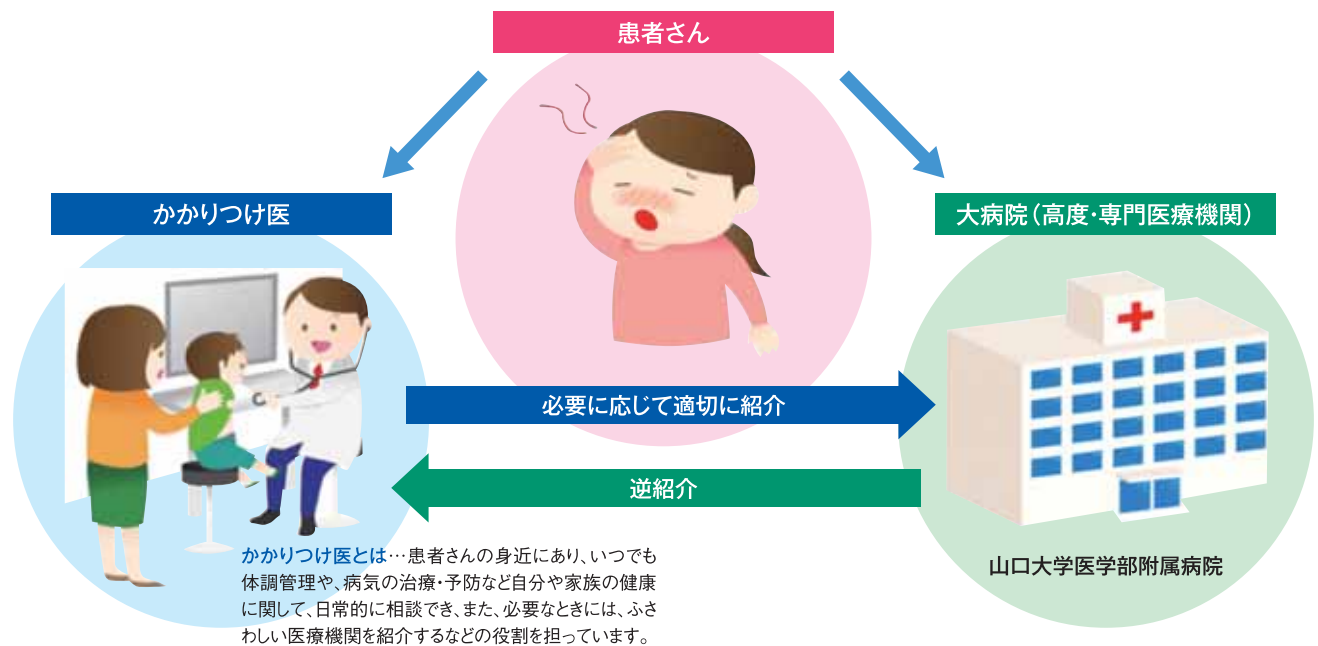 患者さん
かかりつけ医
大病院（高度・専門医療機関）
必要に応じて適切に紹介
逆紹介
かかりつけ医とは…患者さんの身近にあり、いつでも
体調管理や、病気の治療・予防など自分や家族の健康
に関して、日常的に相談でき、また、必要なときには、ふさ
わしい医療機関を紹介するなどの役割を担っています。
山口大学医学部附属病院